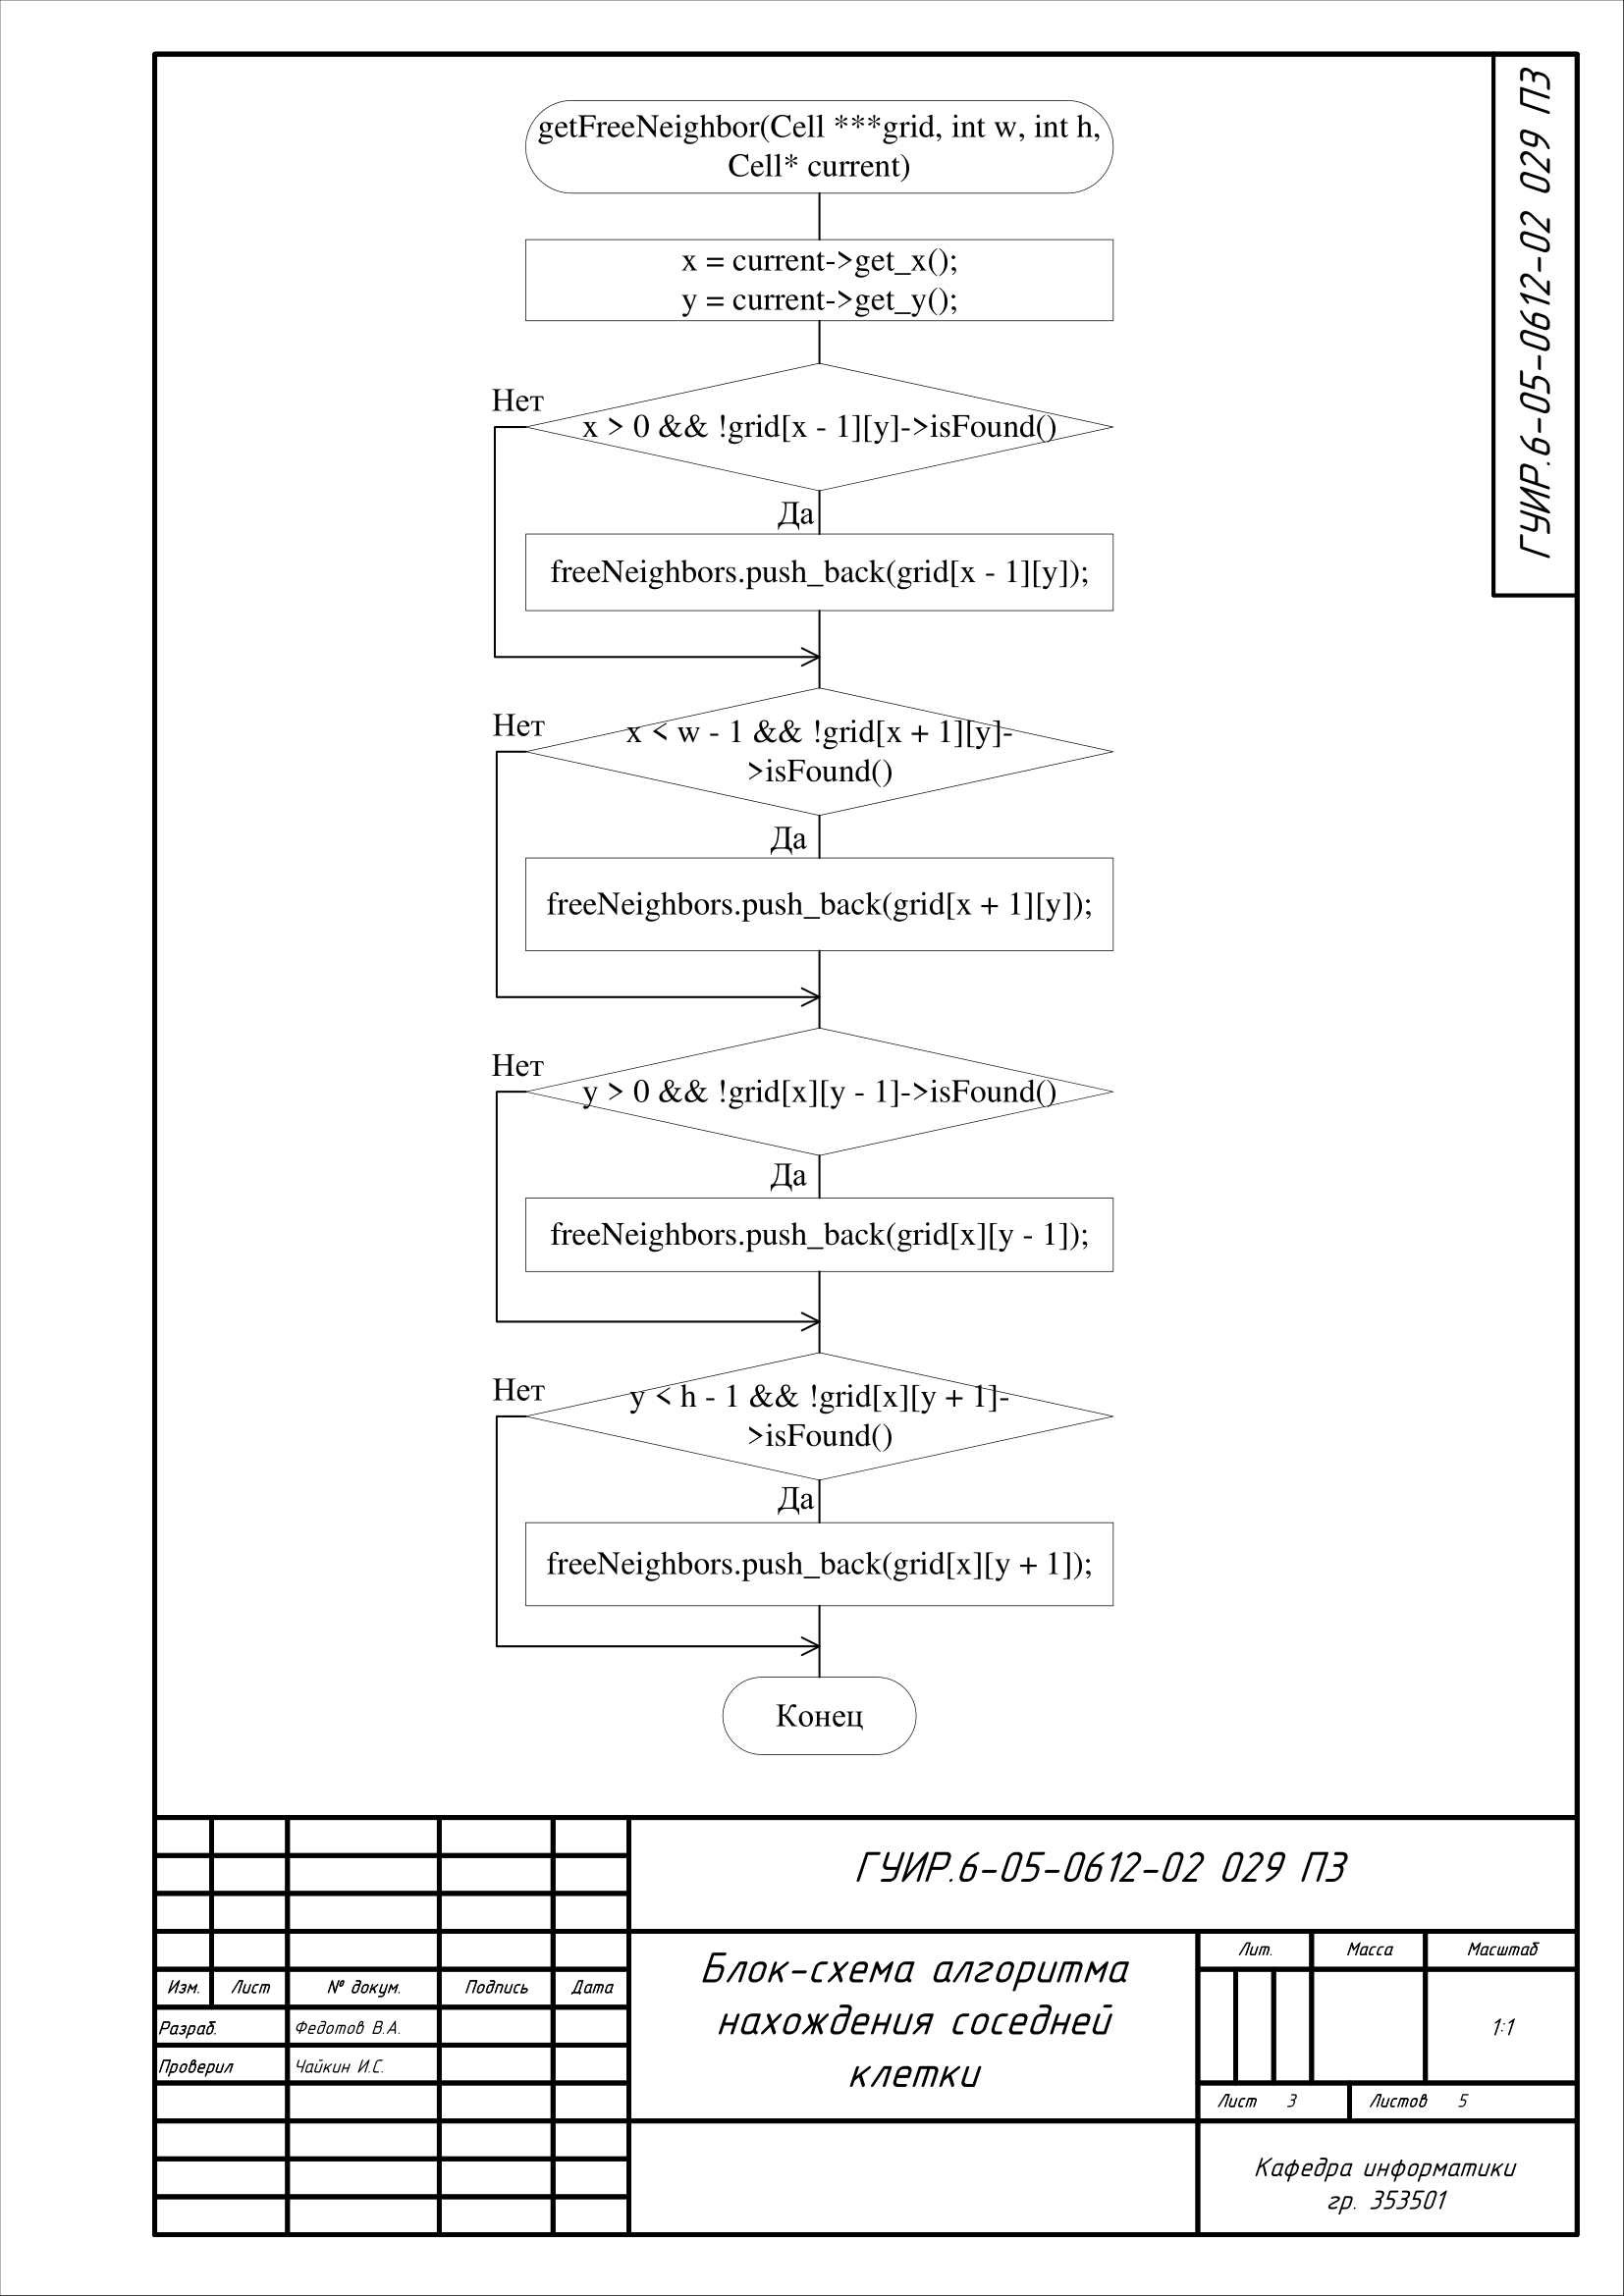 ГУИР.6-05-0612-02 029 ПЗ
getFreeNeighbor(Cell ***grid, int w, int h,
Cell* current)
x = current->get_x();
y = current->get_y();
Нет
x > 0 && !grid[x - 1][y]->isFound()
Да
freeNeighbors.push_back(grid[x - 1][y]);
Нет
x < w - 1 && !grid[x + 1][y]-
>isFound()
Да
freeNeighbors.push_back(grid[x + 1][y]);
Нет
y > 0 && !grid[x][y - 1]->isFound()
Да
freeNeighbors.push_back(grid[x][y - 1]);
Нет
y < h - 1 && !grid[x][y + 1]-
>isFound()
Да
freeNeighbors.push_back(grid[x][y + 1]);
Конец
ГУИР.6-05-0612-02 029 ПЗ
Изм. Лист № докум. Подпись Дата
Разраб. Федотов В.А.
Проверил Чайкин И.С.
Блок-схема алгоритма
нахождения соседней
клетки
Лит. Масса Масштаб
1:1
Лист 3 Листов 5
Кафедра информатики
гр. 353501